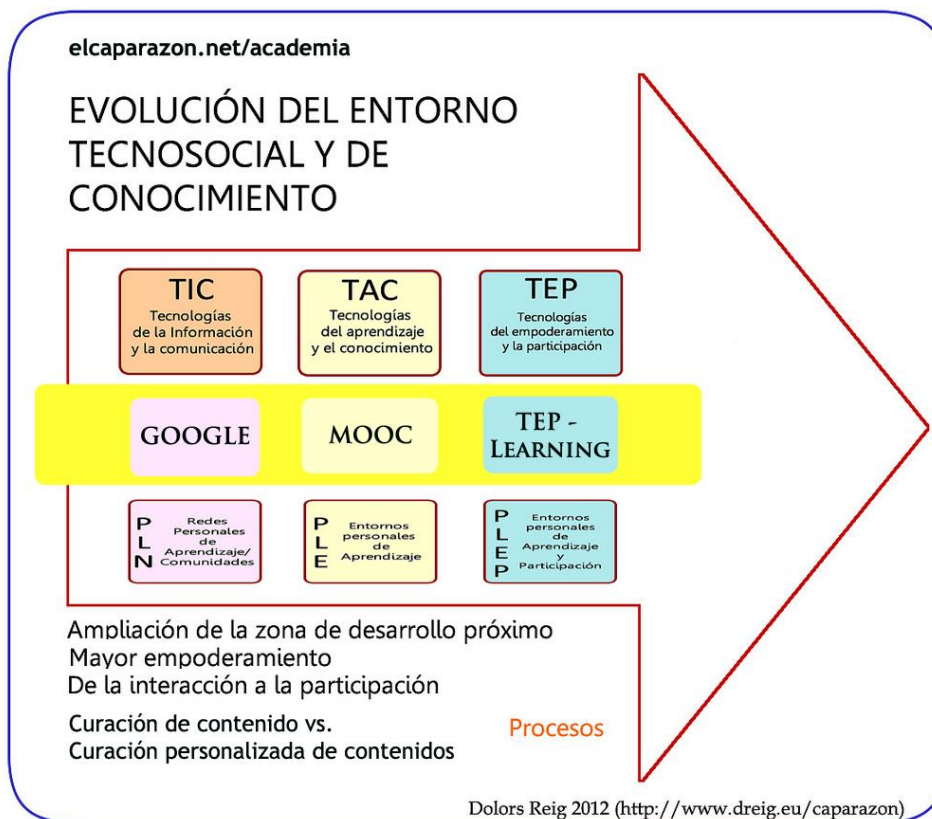 elcaparazon.net/academia
EVOLUCIÓN DEL ENTORNO
TECNOSOCIAL Y DE
CONOCIMIENTO
TIC
Tecnologías
de la Información
y la comunicación
TAC
Tecnologías
del aprendizaje
y el conocimiento
TEP
Tecnologías
del empoderamiento
y la participación
GOOGLE
MOOC
TEP -
LEARNING
PLN
Redes
Personales
de
Aprendizaje/
Comunidades
PLE
Entornos
personales
de
Aprendizaje
PLEP
Entornos
personales
de
Aprendizaje
y
Participación
Ampliación de la zona de desarrollo próximo
Mayor empoderamiento
De la interacción a la participación
Curación de contenido vs.
Curación personalizada de contenidos
Procesos
Dolors Reig 2012 (http://www.dreig.eu/caparazon)